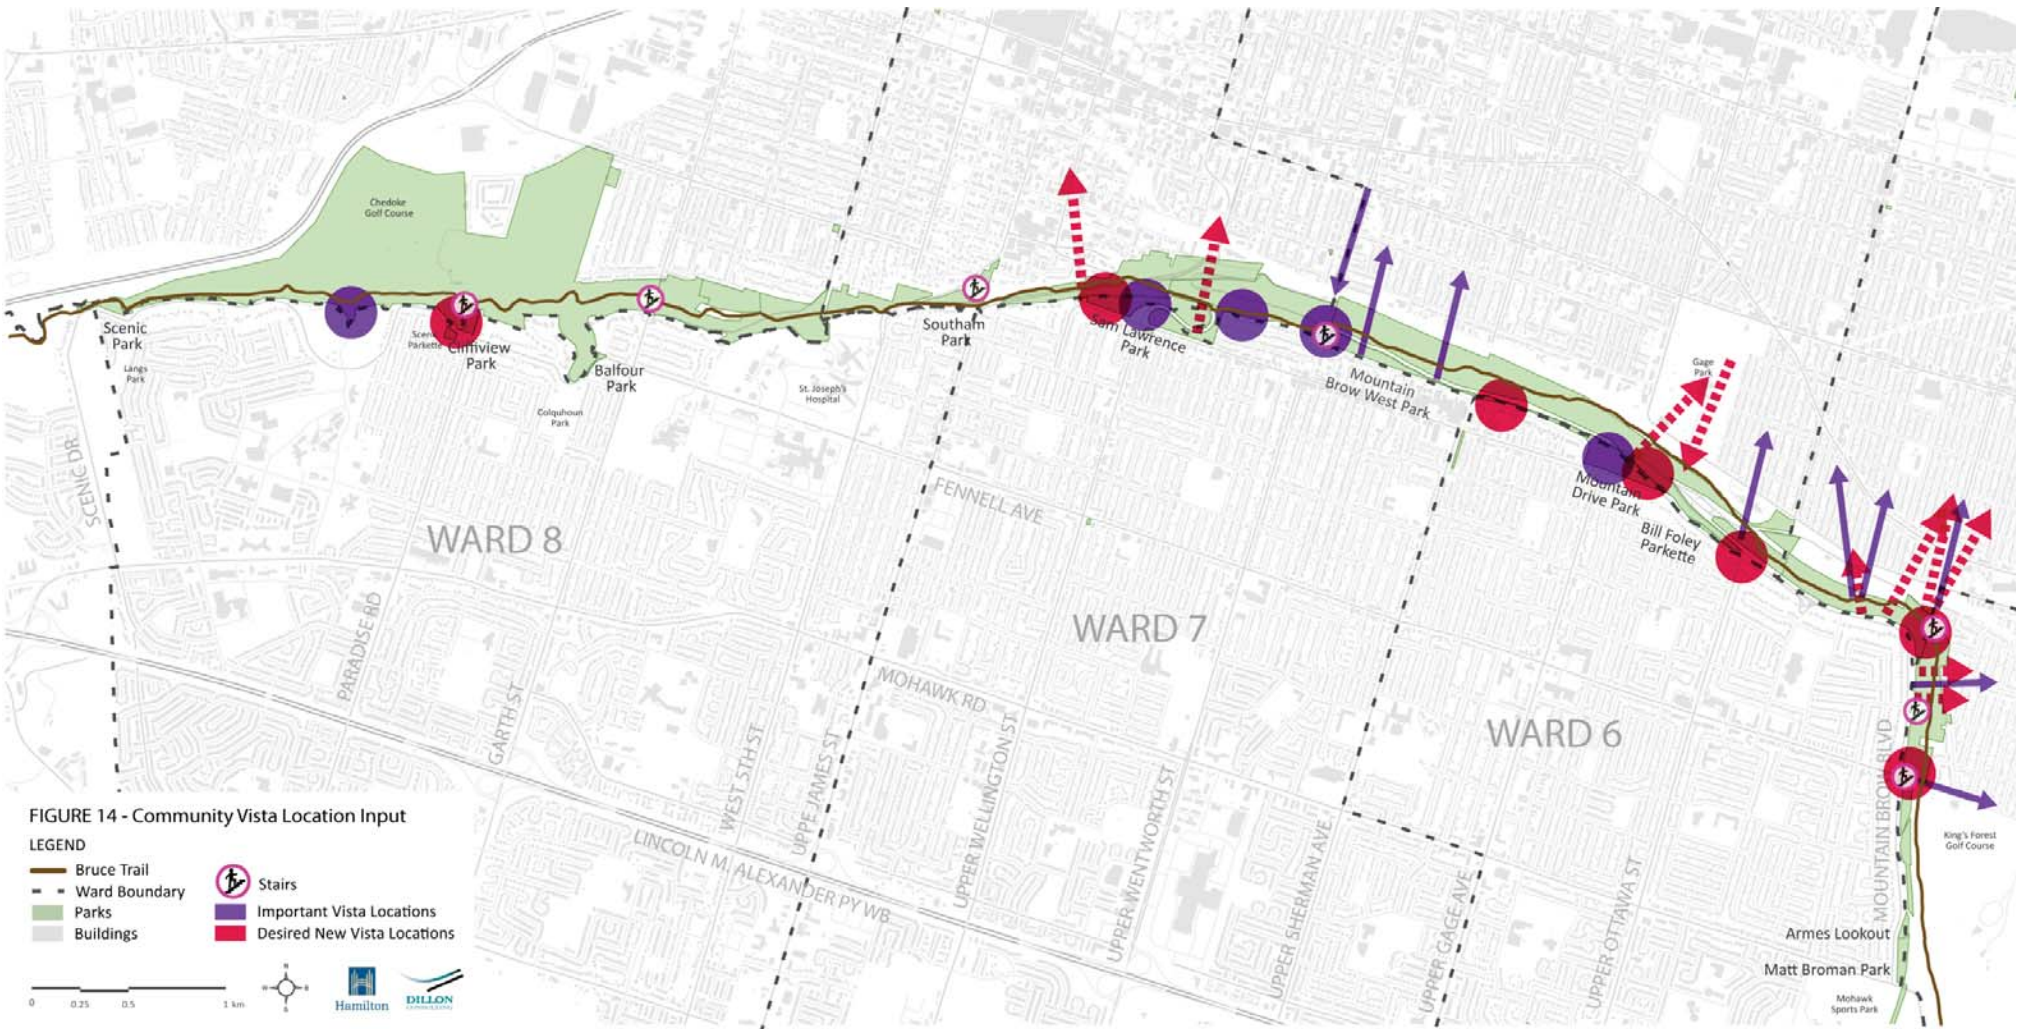 Chedoke
Golf Course
Scenic
Park
Langs
Park
Scenic
Parkette
Cliffview
Park
Balfour
Park
Colquhoun
Park
St. Joseph's
Hospital
Southam
Park
Sam Lawrence
Park
Mountain
Brow West Park
Gage
Park
Mountain
Drive Park
Bill Foley
Parkette
SCENIC DR
WARD 8
FENNELL AVE
WARD 7
WARD 6
PARADISE RD
GARTH ST
WEST 5TH ST
UPPE JAMES ST
MOHAWK RD
UPPER WELLINGTON ST
UPPER WENTWORTH ST
UPPER SHERMAN AVE
UPPER GAGE AVE
UPPER OTTAWA ST
MOUNTAIN BROW BLVD
LINCOLN M. ALEXANDER PY WB
King's Forest
Golf Course
Armes Lookout
Matt Broman Park
Mohawk
Sports Park
FIGURE 14 - Community Vista Location Input
LEGEND
Bruce Trail
Ward Boundary
Parks
Buildings
Stairs
Important Vista Locations
Desired New Vista Locations
0 0.25 0.5 1 km
N
W E
S
Hamilton
DILLON
CONSULTING